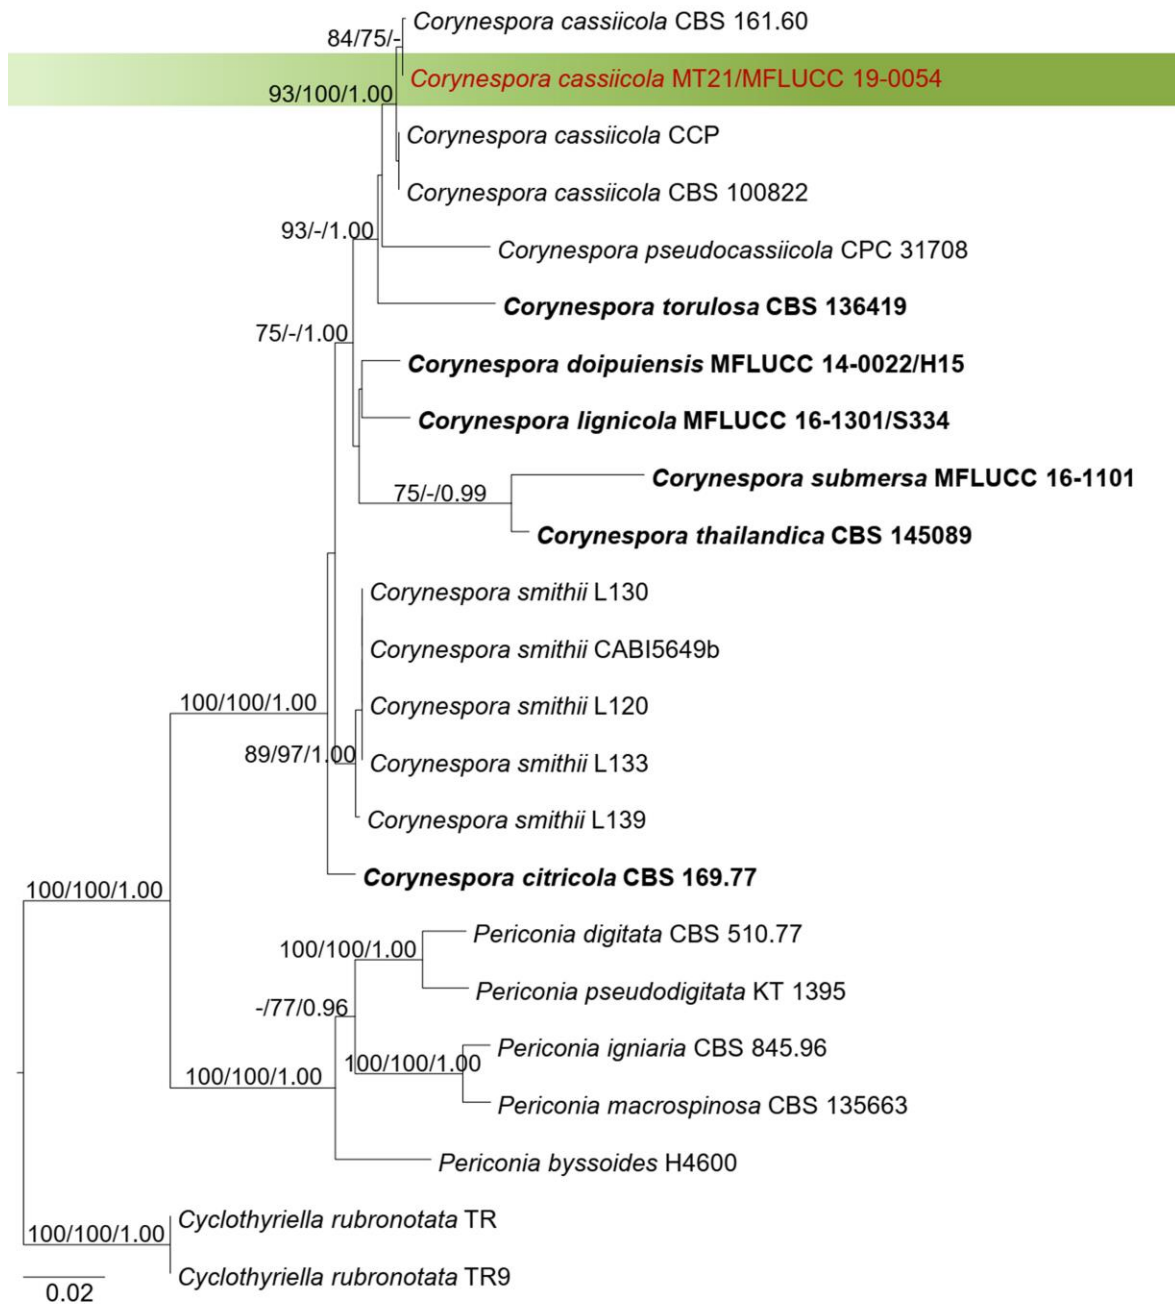 Corynespora cassiicola CBS 161.60
84/75/-
Corynespora cassiicola MT21/MFLUCC 19-0054
93/100/1.00
Corynespora cassiicola CCP
Corynespora cassiicola CBS 100822
93/-/1.00
Corynespora pseudocassiicola CPC 31708
Corynespora torulosa CBS 136419
75/-/1.00
Corynespora doipuiensis MFLUCC 14-0022/H15
Corynespora lignicola MFLUCC 16-1301/S334
Corynespora submersa MFLUCC 16-1101
75/-/0.99
Corynespora thailandica CBS 145089
Corynespora smithii L130
Corynespora smithii CABI5649b
Corynespora smithii L120
100/100/1.00
89/97/1.00
Corynespora smithii L133
Corynespora smithii L139
Corynespora citricola CBS 169.77
100/100/1.00
Periconia digitata CBS 510.77
100/100/1.00
Periconia pseudodigitata KT 1395
-/77/0.96
Periconia igniaria CBS 845.96
100/100/1.00
100/100/1.00
Periconia macrospinosa CBS 135663
Periconia byssoides H4600
Cyclothyriella rubronotata TR
100/100/1.00
Cyclothyriella rubronotata TR9
0.02